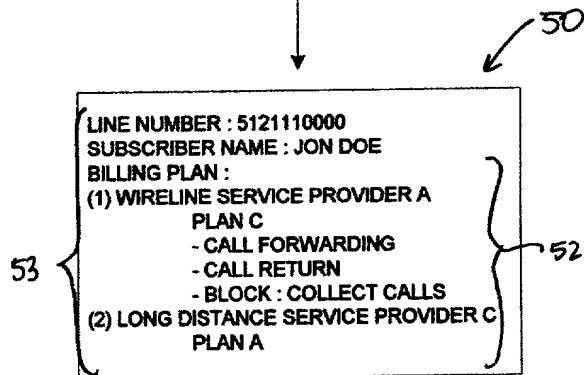 50
LINE NUMBER : 5121110000
SUBSCRIBER NAME : JON DOE
BILLING PLAN :
(1) WIRELINE SERVICE PROVIDER A
PLAN C
- CALL FORWARDING
- CALL RETURN
- BLOCK : COLLECT CALLS
(2) LONG DISTANCE SERVICE PROVIDER C
PLAN A
53
52